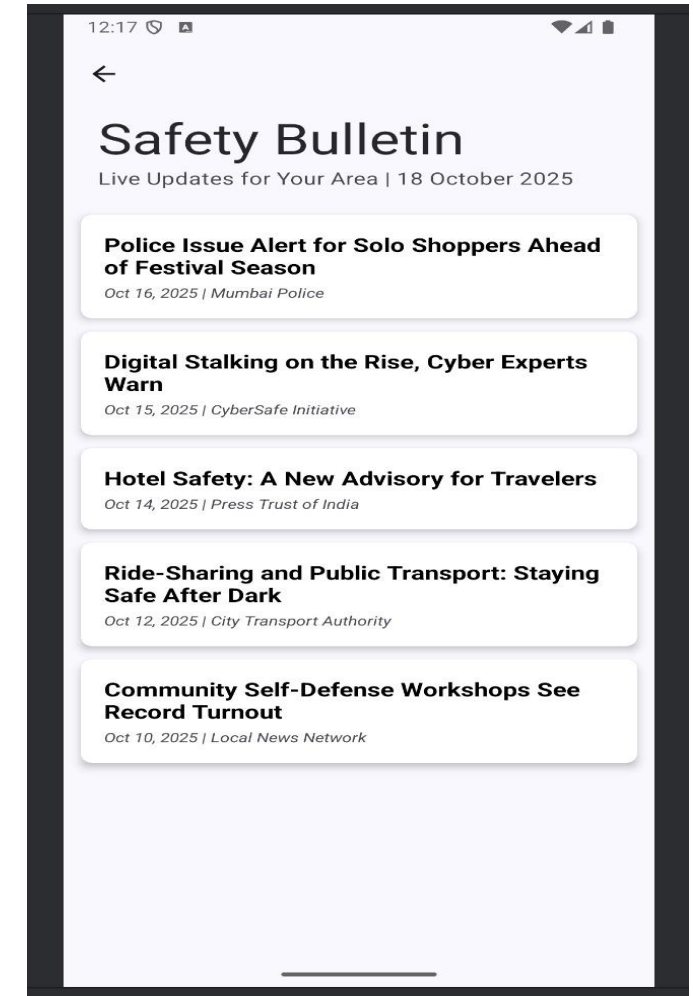 12:17
Safety Bulletin
Live Updates for Your Area | 18 October 2025
Police Issue Alert for Solo Shoppers Ahead
of Festival Season
Oct 16, 2025 | Mumbai Police
Digital Stalking on the Rise, Cyber Experts
Warn
Oct 15, 2025 | CyberSafe Initiative
Hotel Safety: A New Advisory for Travelers
Oct 14, 2025 | Press Trust of India
Ride-Sharing and Public Transport: Staying
Safe After Dark
Oct 12, 2025 | City Transport Authority
Community Self-Defense Workshops See
Record Turnout
Oct 10, 2025 | Local News Network